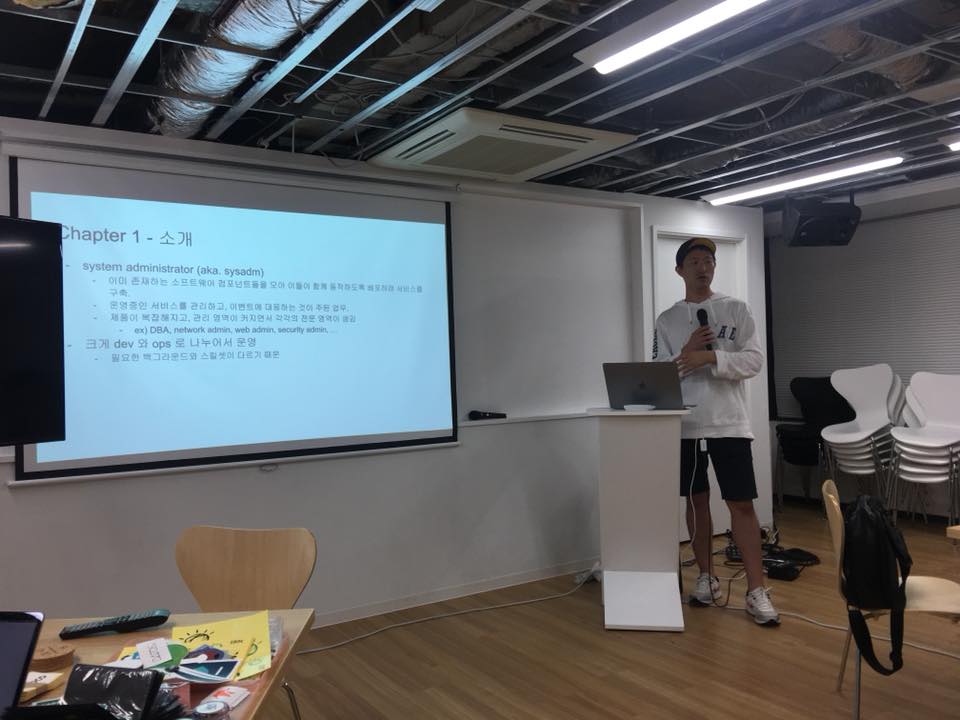 Chapter 1 - 소개
- system administrator (aka. sysadm)
- 이미 존재하는 소프트웨어 컴포넌트들을 모아 이들이 함께 동작하도록 배포하여 서비스를
구축.
- 운영중인 서비스를 관리하고, 이벤트에 대응하는 것이 주된 업무.
- 제품이 복잡해지고, 관리 영역이 커지면서 각각의 전문 영역이 생김
- ex) DBA, network admin, web admin, security admin, ...
- 크게 dev 와 ops 로 나누어서 운영
- 필요한 백그라운드와 스킬셋이 다르기 때문